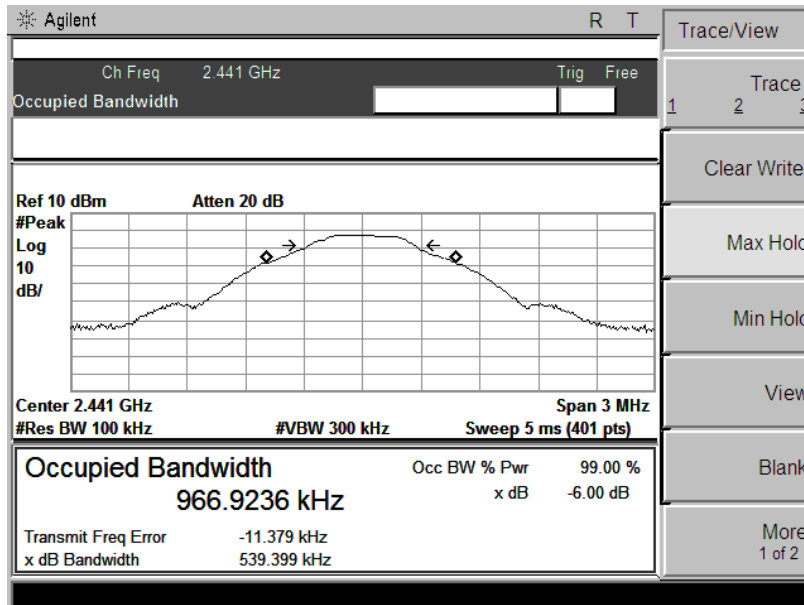 Agilent R T
Trace/View
Ch Freq 2.441 GHz Trig Free
Occupied Bandwidth
Trace
1 2 3
Clear Write
Max Hold
Min Hold
View
Blank
More
1 of 2
Ref 10 dBm Atten 20 dB
#Peak
Log
10
dB/
Center 2.441 GHz Span 3 MHz
#Res BW 100 kHz #VBW 300 kHz Sweep 5 ms (401 pts)
Occupied Bandwidth Occ BW % Pwr 99.00 %
966.9236 kHz x dB -6.00 dB
Transmit Freq Error -11.379 kHz
x dB Bandwidth 539.399 kHz